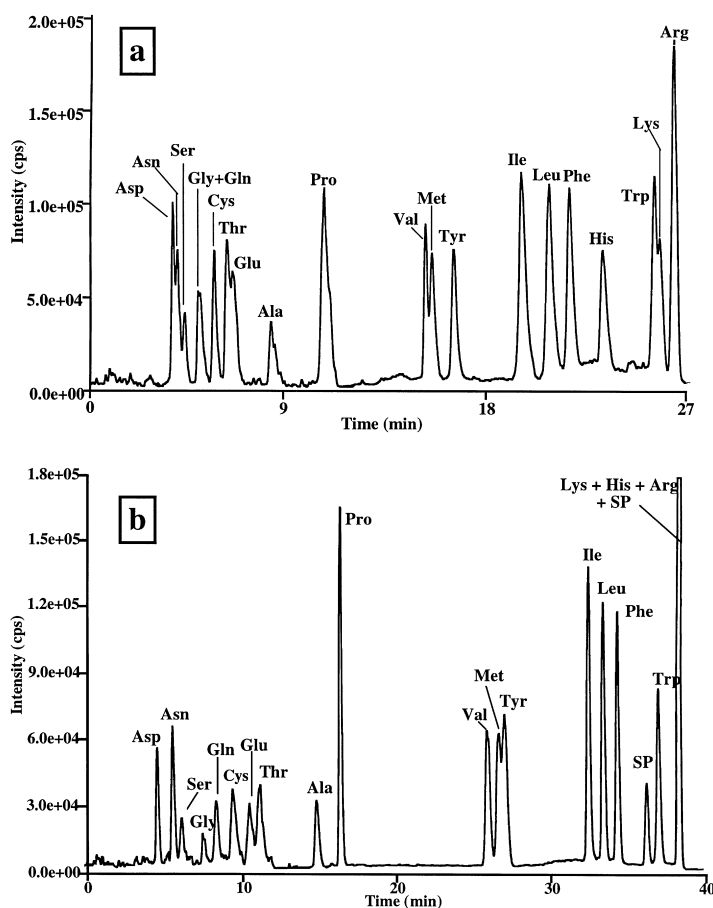 2.0e+05
a
Arg
1.5e+05
Lys
Ser
Asn
Gly+Gln
Ile
Asp
Cys
Pro
Leu
Phe
Met
Trp
1.0e+05
Val
Thr
Tyr
His
Glu
5.0e+04
Ala
0.0e+00
0
9
18
27
Time (min)
Intensity (cps)
1.8e+05
b
Lys + His + Arg
+ SP
Pro
1.5e+05
Ile
Leu
1.2e+05
Phe
9.0e+04
Met
Trp
Tyr
Asn
Val
Asp
Gln
Glu
6.0e+04
SP
Cys
Thr
Ser
Ala
3.0e+04
Gly
0.0e+00
0
10
20
30
40
Time (min)
Intensity (cps)